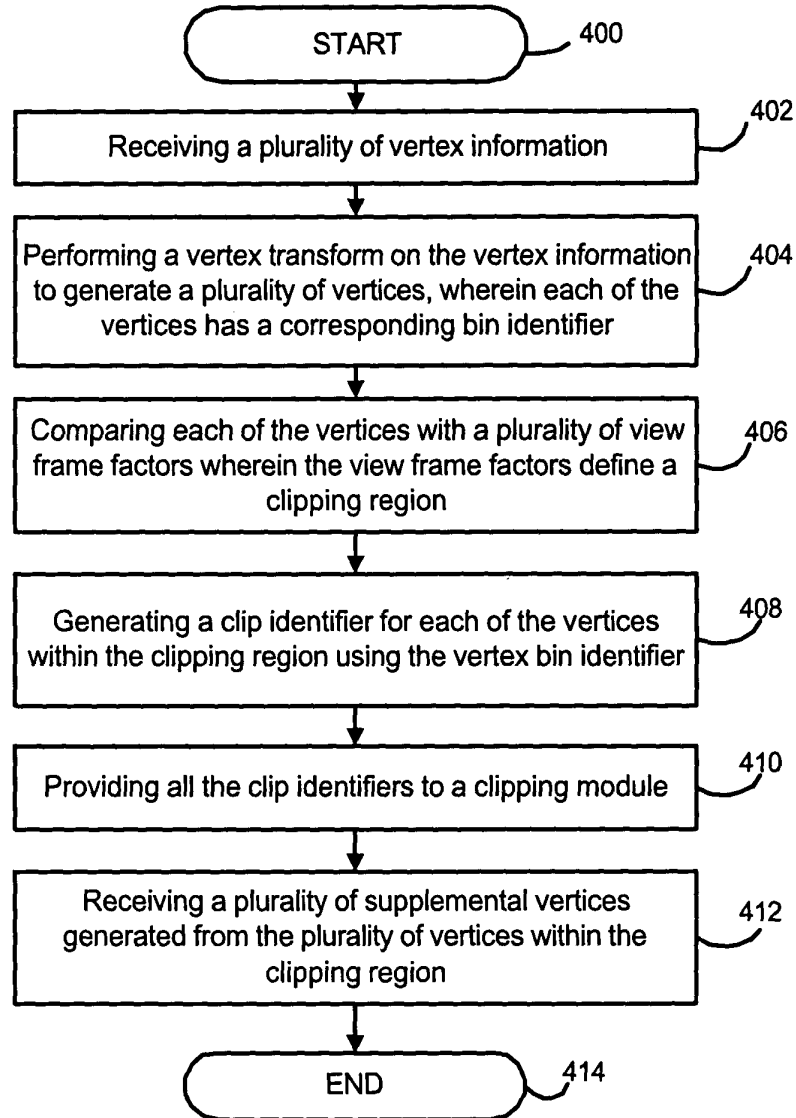 START
400
402
Receiving a plurality of vertex information
Performing a vertex transform on the vertex information
to generate a plurality of vertices, wherein each of the
vertices has a corresponding bin identifier
404
Comparing each of the vertices with a plurality of view
frame factors wherein the view frame factors define a
clipping region
406
Generating a clip identifier for each of the vertices
within the clipping region using the vertex bin identifier
408
Providing all the clip identifiers to a clipping module
410
Receiving a plurality of supplemental vertices
generated from the plurality of vertices within the
clipping region
412
END
414